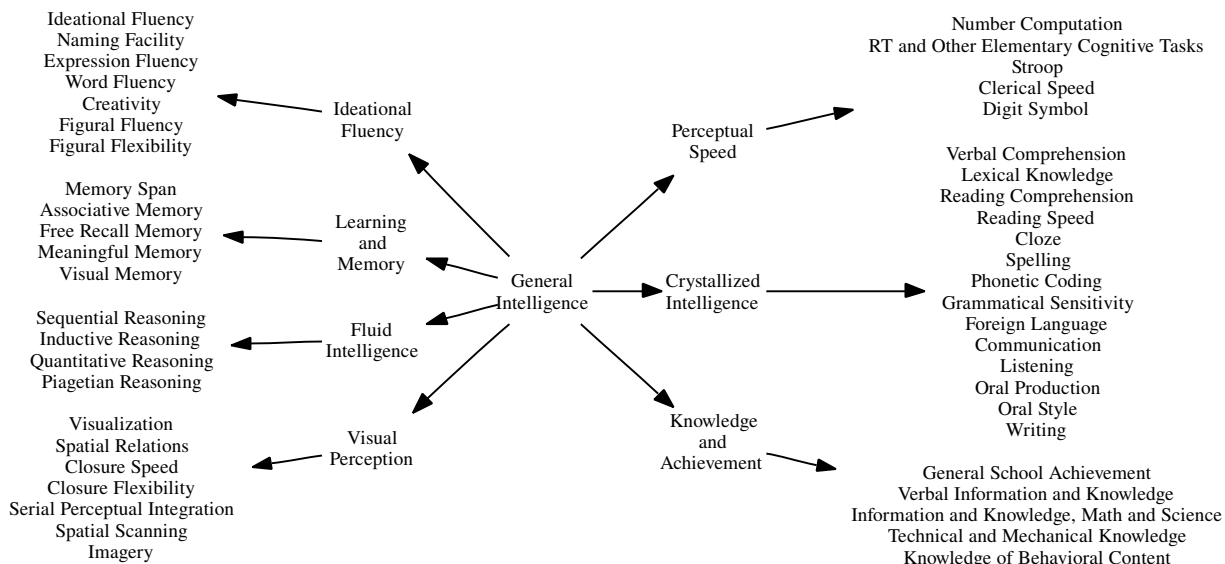 Ideational Fluency
Naming Facility
Expression Fluency
Word Fluency
Creativity
Figural Fluency
Figural Flexibility
Memory Span
Associative Memory
Free Recall Memory
Meaningful Memory
Visual Memory
Sequential Reasoning
Inductive Reasoning
Quantitative Reasoning
Piagetian Reasoning
Visualization
Spatial Relations
Closure Speed
Closure Flexibility
Serial Perceptual Integration
Spatial Scanning
Imagery
Ideational
Fluency
Learning
and
Memory
Fluid
Intelligence
Visual
Perception
General
Intelligence
Perceptual
Speed
Crystallized
Intelligence
Knowledge
and
Achievement
Number Computation
RT and Other Elementary Cognitive Tasks
Stroop
Clerical Speed
Digit Symbol
Verbal Comprehension
Lexical Knowledge
Reading Comprehension
Reading Speed
Cloze
Spelling
Phonetic Coding
Grammatical Sensitivity
Foreign Language
Communication
Listening
Oral Production
Oral Style
Writing
General School Achievement
Verbal Information and Knowledge
Information and Knowledge, Math and Science
Technical and Mechanical Knowledge
Knowledge of Behavioral Content